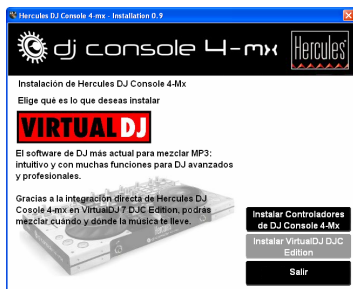 Hercules DJ Console 4-mx - Installation 0.9
dj console 4-mx
Hercules
Instalación de Hercules DJ Console 4-Mx
Elige qué es lo que deseas instalar
VIRTUAL DJ
El software de DJ más actual para mezclar MP3:
intuitivo y con muchas funciones para DJ avanzados
y profesionales.
Gracias a la integración directa de Hercules DJ
Cosole 4-mx en VirtualDJ 7 DJC Edition, podrás
mezclar cuándo y dónde la música te lleve.
Instalar Controladores
de DJ Console 4-Mx
Instalar VirtualDJ DJC
Edition
Salir